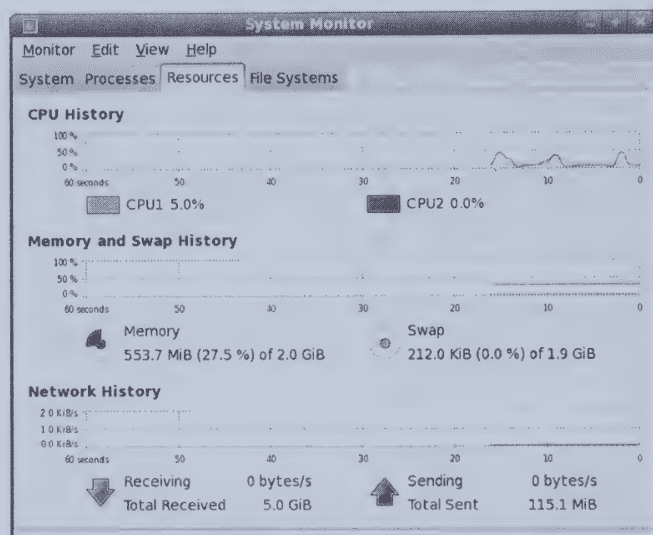 System Monitor
Monitor Edit View Help
System Processes Resources File Systems
CPU History
100 %
50 %
0 %
60 seconds 50 40 30 20 10 0
CPU1 5.0% CPU2 0.0%
Memory and Swap History
100 %
50 %
0 %
60 seconds 50 40 30 20 10 0
Memory Swap
553.7 MiB (27.5 %) of 2.0 GiB 212.0 KiB (0.0 %) of 1.9 GiB
Network History
2.0 KiB/s
1.0 KiB/s
0.0 KiB/s
60 seconds 50 40 30 20 10 0
Receiving 0 bytes/s Sending 0 bytes/s
Total Received 5.0 GiB Total Sent 115.1 MiB